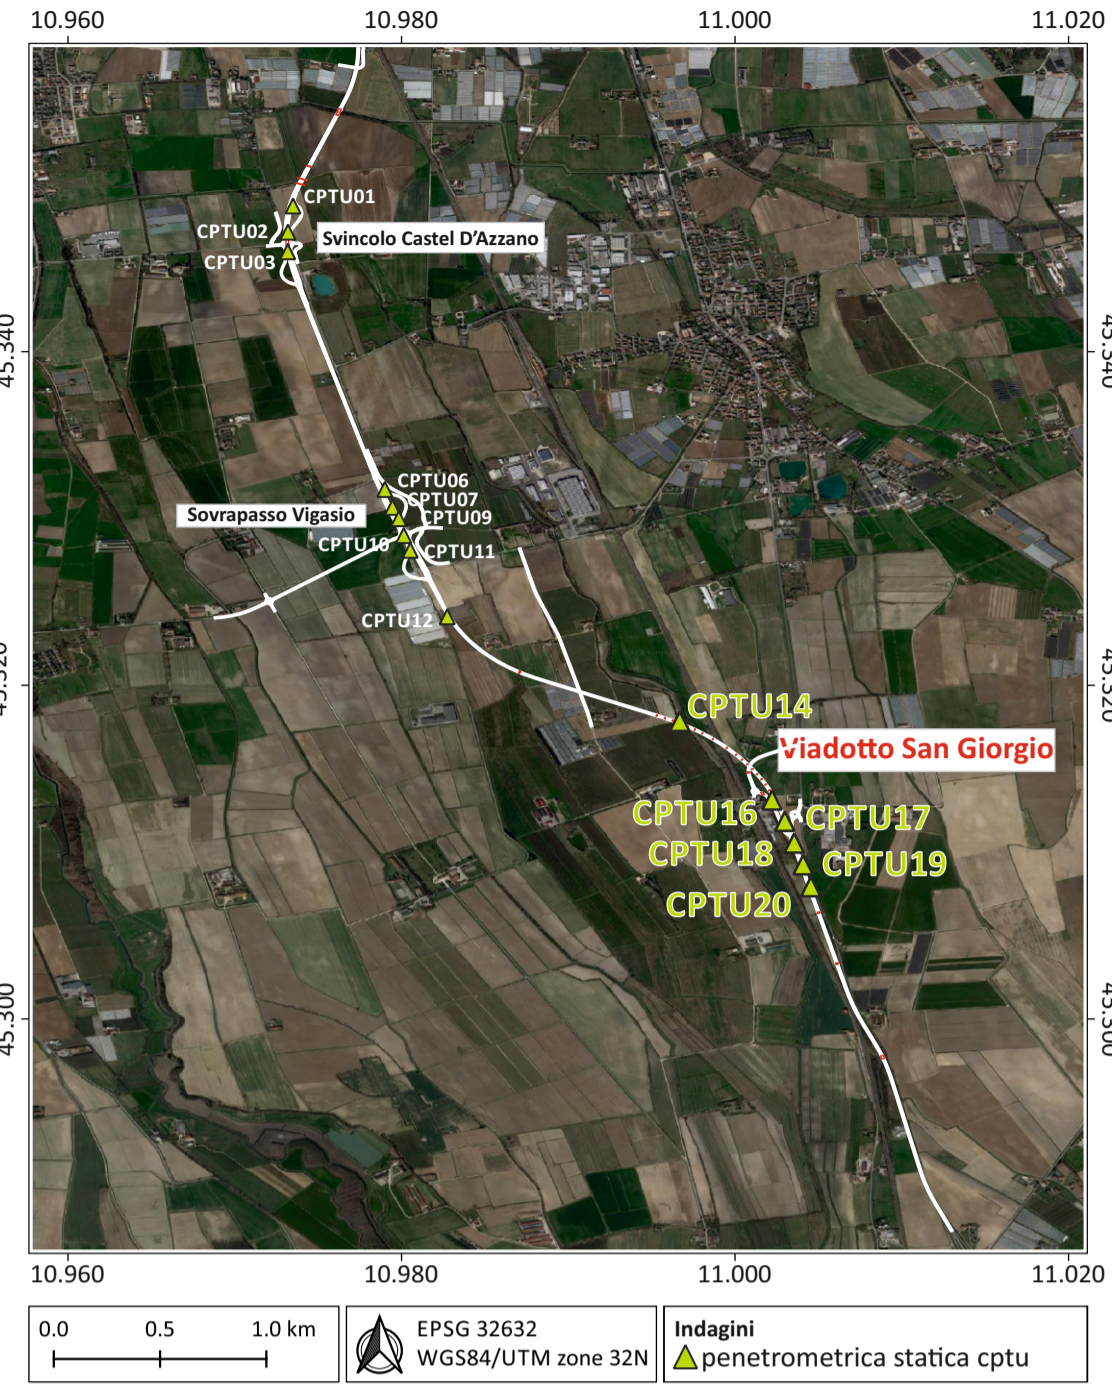 10.960 10.980 11.000 11.020
CPTU01
CPTU02
Svincolo Castel D'Azzano
CPTU03
45.340 45.340
CPTU06
CPTU07
Sovrapasso Vigasio
CPTU09
CPTU10
CPTU11
CPTU12
45.320 45.320
CPTU14
Viadotto San Giorgio
CPTU16
CPTU17
CPTU18
CPTU19
CPTU20
45.300 45.300
10.960 10.980 11.000 11.020
0.0 0.5 1.0 km
EPSG 32632
WGS84/UTM zone 32N
Indagini
penetrometrica statica cptu